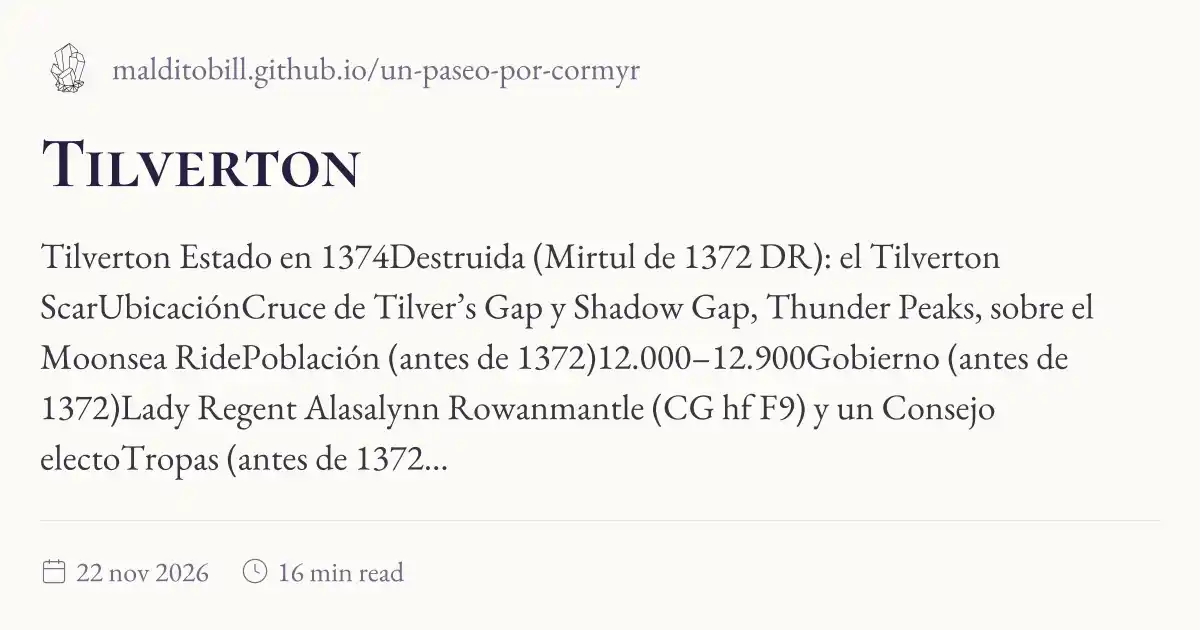 malditobill.github.io/un-paseo-por-cormyr
Tilverton
Tilverton Estado en 1374Destruida (Mirtul de 1372 DR): el Tilverton
ScarUbicaciónCruce de Tilver’s Gap y Shadow Gap, Thunder Peaks, sobre el
Moonsea RidePoblación (antes de 1372)12.000–12.900Gobierno (antes de
1372)Lady Regent Alasalynn Rowanmantle (CG hf F9) y un Consejo
electoTropas (antes de 1372...
22 nov 2026 16 min read